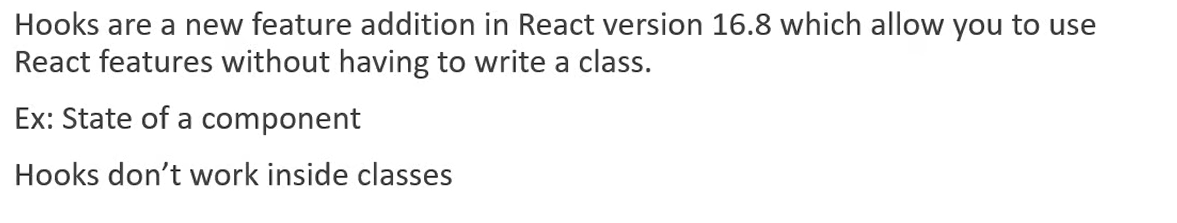 Hooks are a new feature addition in React version 16.8 which allow you to use
React features without having to write a class.
Ex: State of a component
Hooks don’t work inside classes